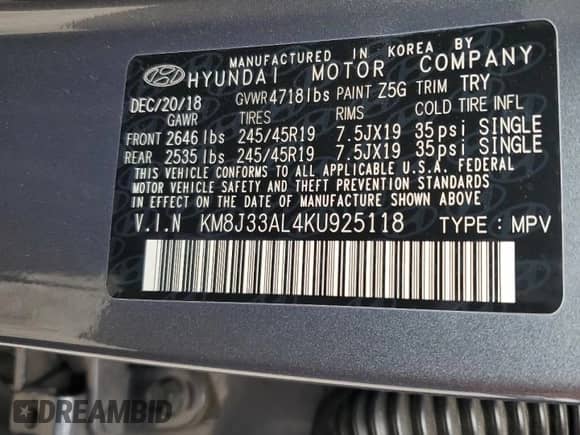 MANUFACTURED IN KOREA BY
HYUNDAI MOTOR COMPANY
DEC/20/18 GVWR4718lbs PAINT Z5G TRIM TRY
GAWR TIRES RIMS COLD TIRE INFL
FRONT 2646lbs 245/45R19 7.5JX19 35psi SINGLE
REAR 2535lbs 245/45R19 7.5JX19 35psi SINGLE
THIS VEHICLE CONFORMS TO ALL APPLICABLE U.S.A. FEDERAL
MOTOR VEHICLE SAFETY AND THEFT PREVENTION STANDARDS
IN EFFECT ON THE DATE OF MANUFACTURE SHOWN ABOVE
V.I.N KM8J33AL4KU925118 TYPE: MPV
DREAMBID